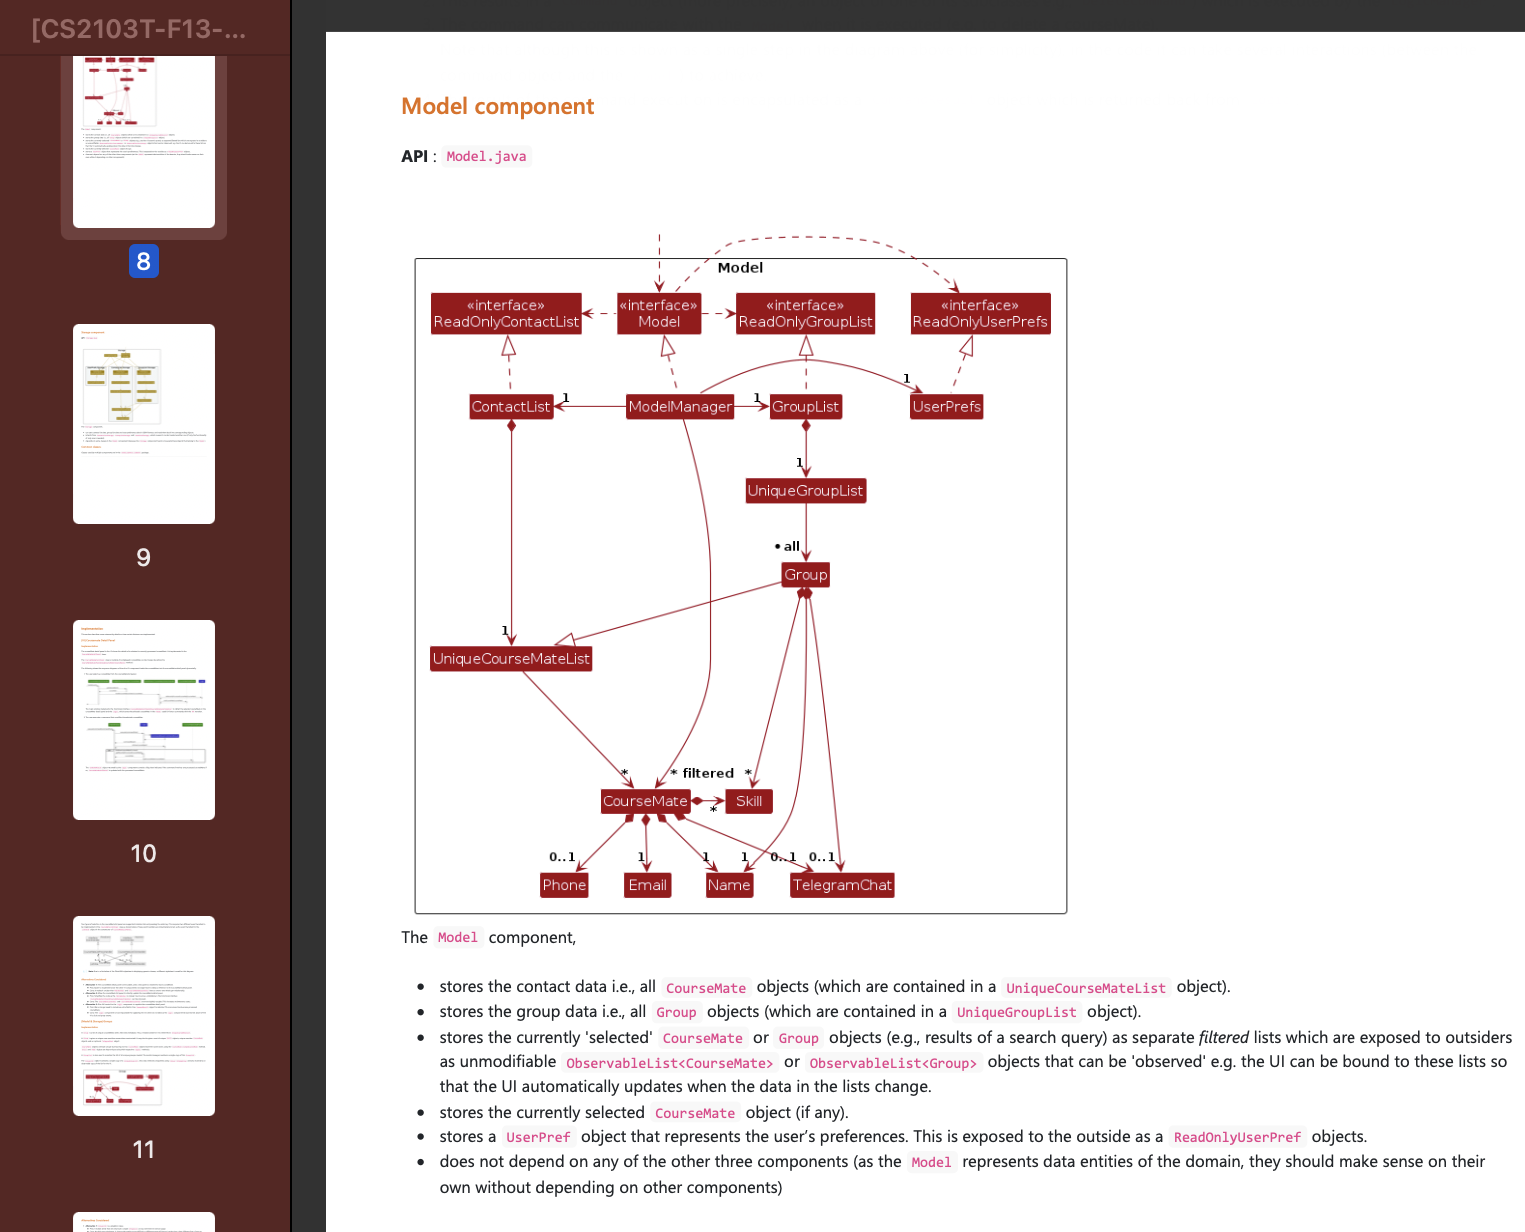 [CS2103T-F13-...
8
9
10
11
Model component
API : Model.java
Model
«interface»
ReadOnlyContactList
«interface»
Model
«interface»
ReadOnlyGroupList
«interface»
ReadOnlyUserPrefs
1
ContactList
1
ModelManager
1
GroupList
UserPrefs
1
UniqueGroupList
• all
Group
1
UniqueCourseMateList
*
* filtered
*
CourseMate
*
Skill
0..1
1
1
1
0..1
0..1
Phone
Email
Name
TelegramChat
The Model component,
• stores the contact data i.e., all CourseMate objects (which are contained in a UniqueCourseMateList object).
• stores the group data i.e., all Group objects (which are contained in a UniqueGroupList object).
• stores the currently 'selected' CourseMate or Group objects (e.g., results of a search query) as separate filtered lists which are exposed to outsiders
as unmodifiable ObservableList<CourseMate> or ObservableList<Group> objects that can be 'observed' e.g. the UI can be bound to these lists so
that the UI automatically updates when the data in the lists change.
• stores the currently selected CourseMate object (if any).
• stores a UserPref object that represents the user’s preferences. This is exposed to the outside as a ReadOnlyUserPref objects.
• does not depend on any of the other three components (as the Model represents data entities of the domain, they should make sense on their
own without depending on other components)